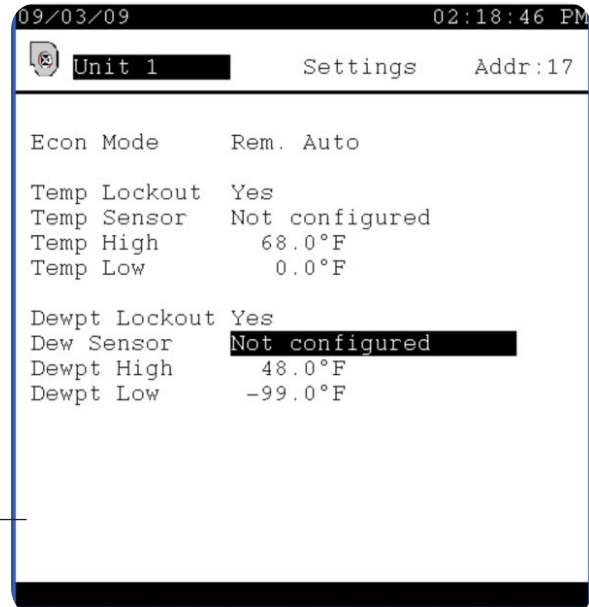 09/03/09 02:18:46 PM
Unit 1 Settings Addr:17
Econ Mode Rem. Auto
Temp Lockout Yes
Temp Sensor Not configured
Temp High 68.0°F
Temp Low 0.0°F
Dewpt Lockout Yes
Dew Sensor Not configured
Dewpt High 48.0°F
Dewpt Low -99.0°F